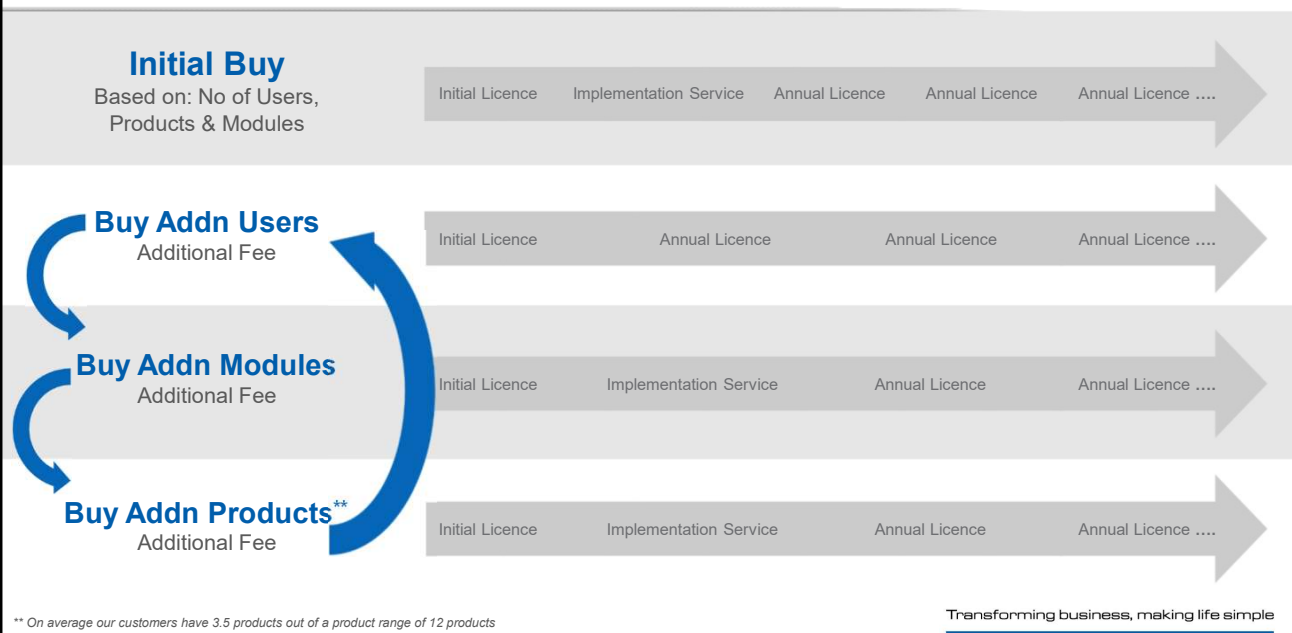 Initial Buy
Based on: No of Users,
Products & Modules
Initial Licence Implementation Service Annual Licence Annual Licence Annual Licence ....
Buy Addn Users
Additional Fee
Initial Licence Annual Licence Annual Licence Annual Licence ....
Buy Addn Modules
Additional Fee
Initial Licence Implementation Service Annual Licence Annual Licence ....
Buy Addn Products**
Additional Fee
Initial Licence Implementation Service Annual Licence Annual Licence ....
** On average our customers have 3.5 products out of a product range of 12 products
Transforming business, making life simple